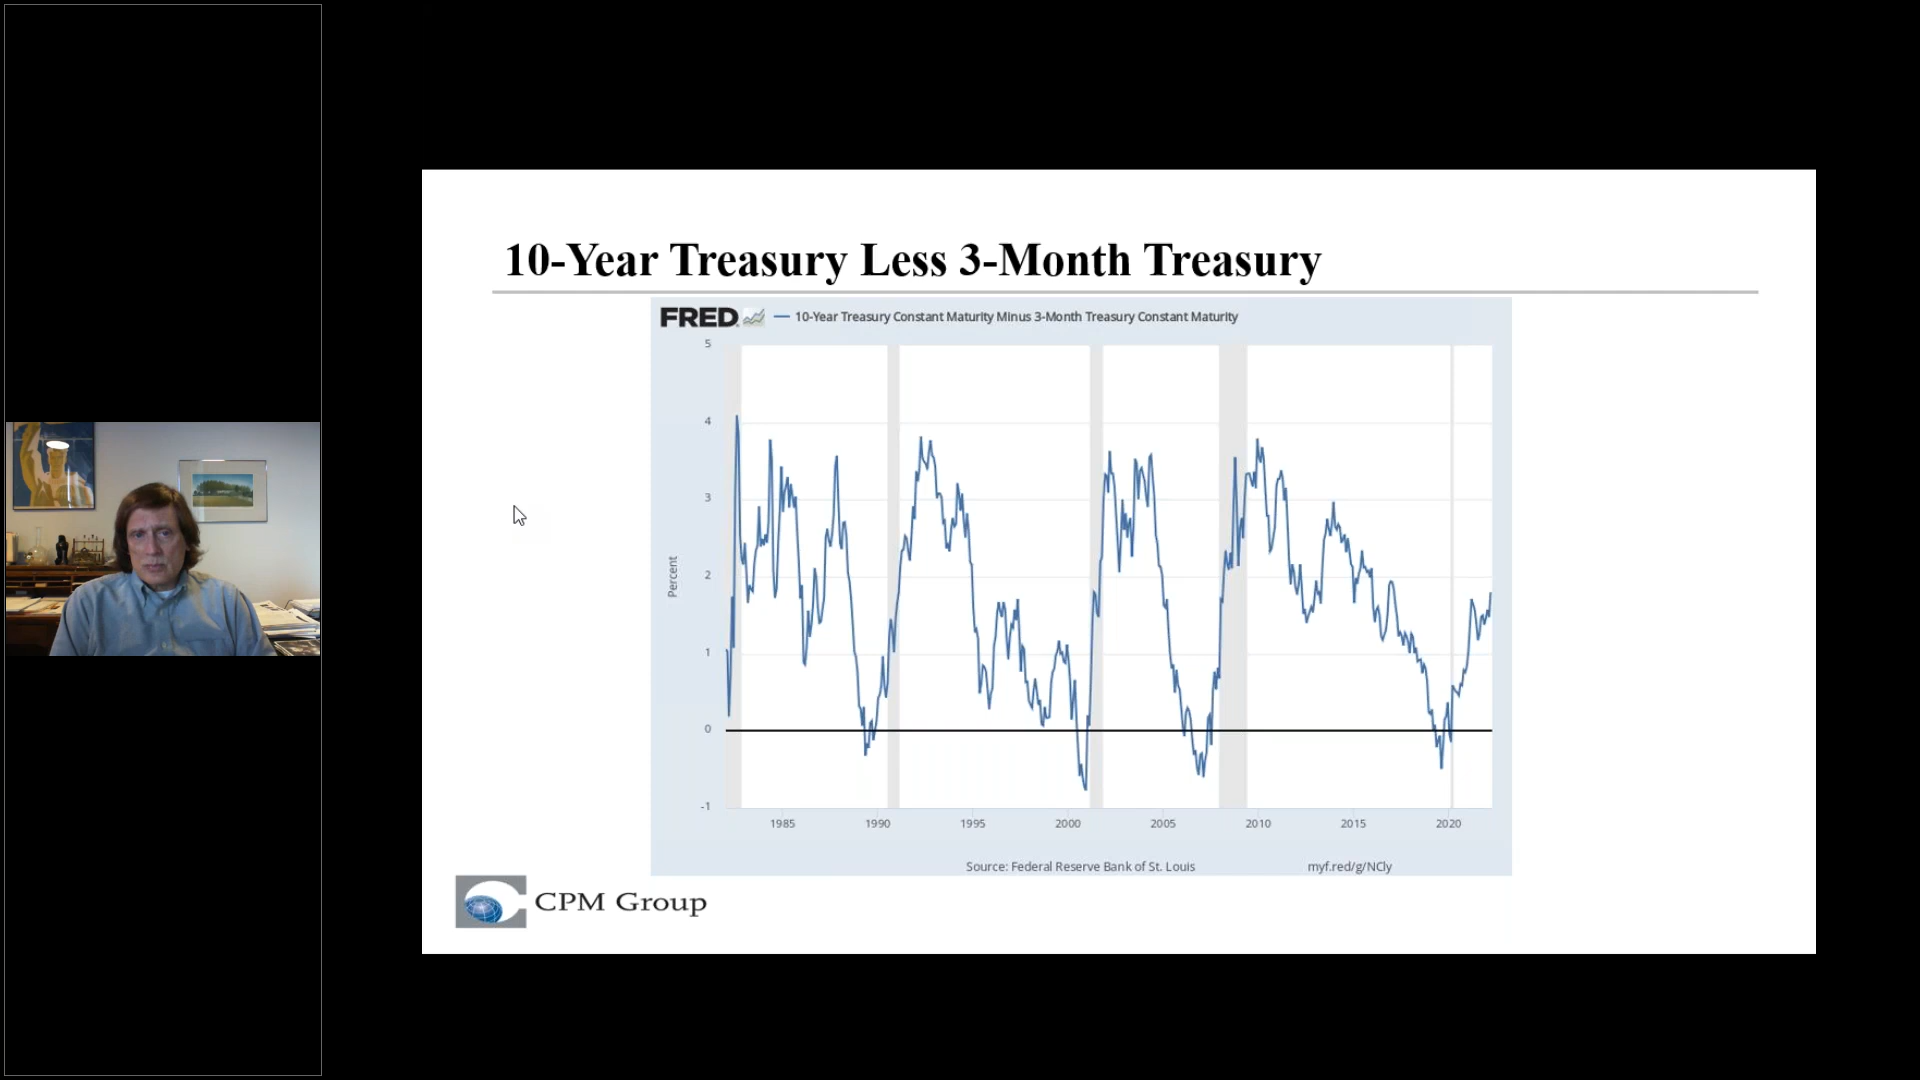 10-Year Treasury Less 3-Month Treasury
FRED
10-Year Treasury Constant Maturity Minus 3-Month Treasury Constant Maturity
5
4
3
2
1
0
-1
Percent
1985 1990 1995 2000 2005 2010 2015 2020
Source: Federal Reserve Bank of St. Louis myf.red/g/NCly
CPM Group